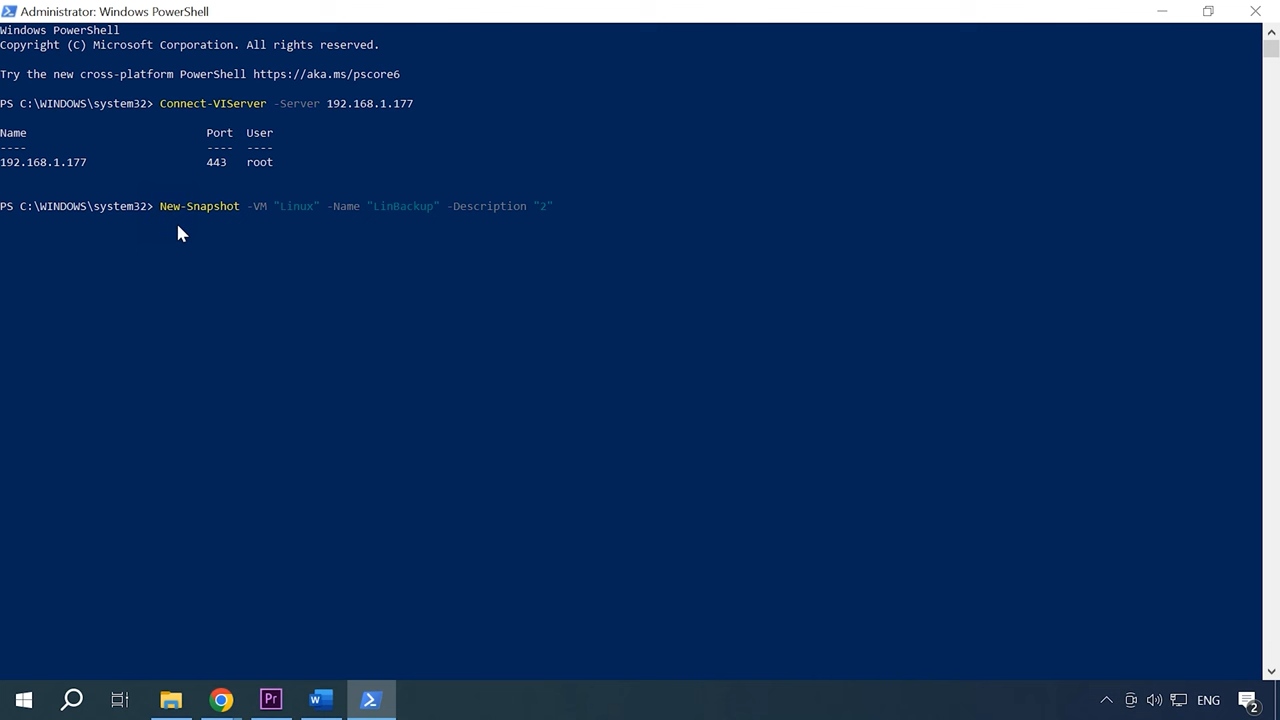 Administrator: Windows PowerShell
Windows PowerShell
Copyright (C) Microsoft Corporation. All rights reserved.
Try the new cross-platform PowerShell https://aka.ms/pscore6
PS C:\WINDOWS\system32> Connect-VIServer -Server 192.168.1.177
Name Port User
---- ---- ----
192.168.1.177 443 root
PS C:\WINDOWS\system32> New-Snapshot -VM "Linux" -Name "LinBackup" -Description "2"
Pr
W
ENG
2